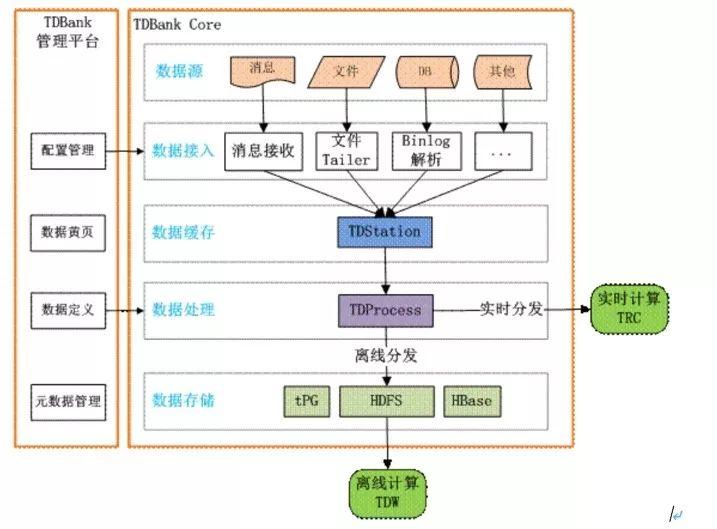 TDBank
管理平台
配置管理
数据黄页
数据定义
元数据管理
TDBank Core
数据源
消息
文件
DB
其他
数据接入
消息接收
文件
Tailer
Binlog
解析
...
数据缓存
TDStation
数据处理
TDProcess
实时分发
实时计算
TRC
离线分发
数据存储
tPG
HDFS
HBase
离线计算
TDW